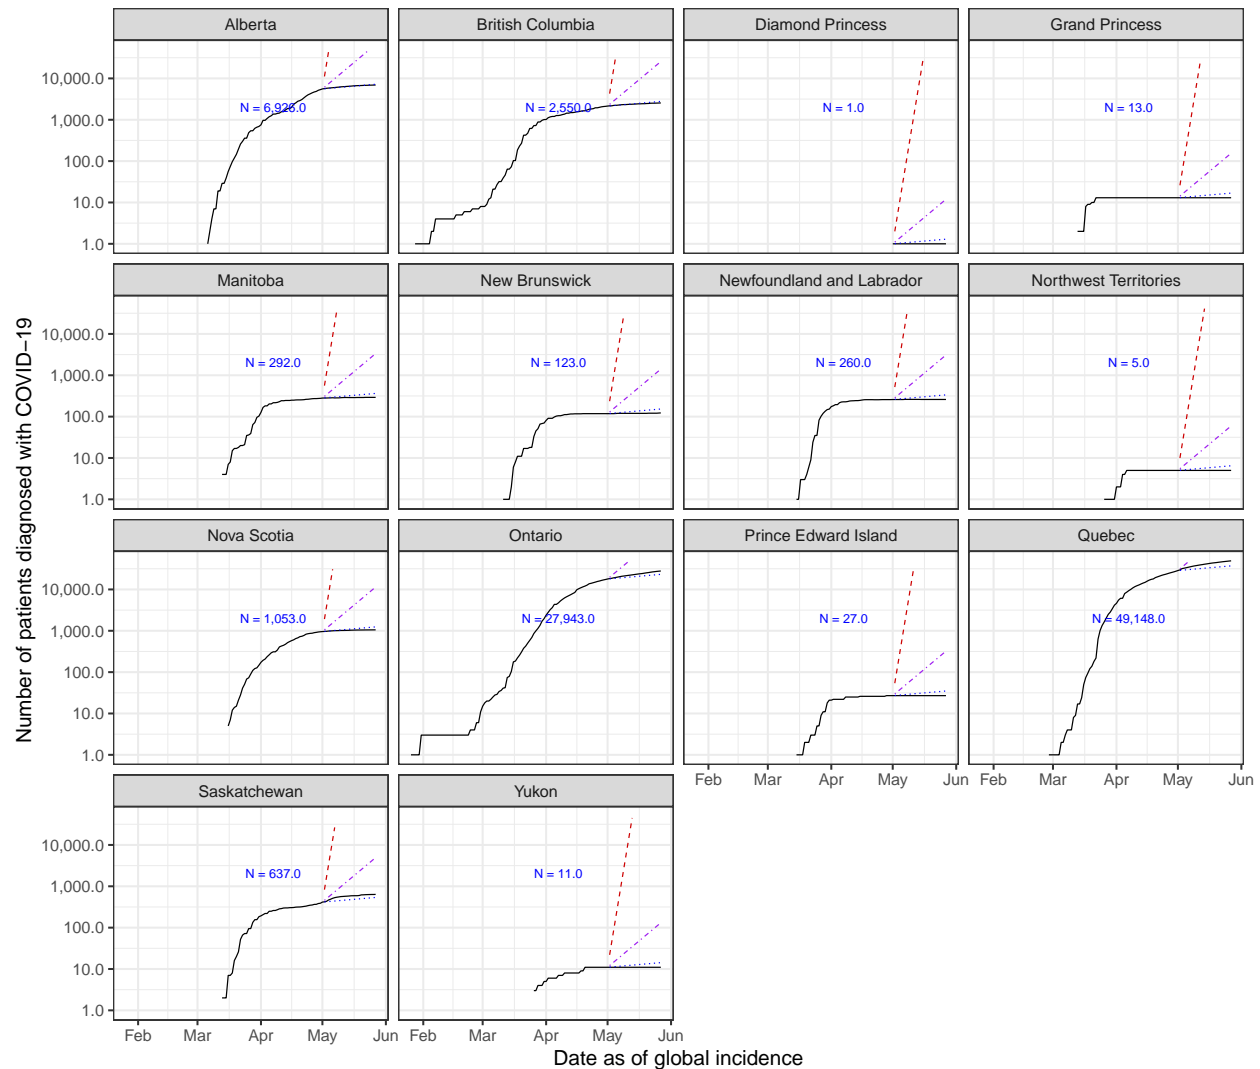 Alberta
British Columbia
Diamond Princess
Grand Princess
10,000.0
1,000.0
100.0
10.0
1.0
N = 6,926.0
N = 2,550.0
N = 1.0
N = 13.0
Manitoba
New Brunswick
Newfoundland and Labrador
Northwest Territories
10,000.0
1,000.0
100.0
10.0
1.0
N = 292.0
N = 123.0
N = 260.0
N = 5.0
Number of patients diagnosed with COVID−19
Nova Scotia
Ontario
Prince Edward Island
Quebec
10,000.0
1,000.0
100.0
10.0
1.0
N = 1,053.0
N = 27,943.0
N = 27.0
N = 49,148.0
Feb Mar Apr May Jun
Feb Mar Apr May Jun
Saskatchewan
Yukon
10,000.0
1,000.0
100.0
10.0
1.0
N = 637.0
N = 11.0
Feb Mar Apr May Jun
Feb Mar Apr May Jun
Date as of global incidence